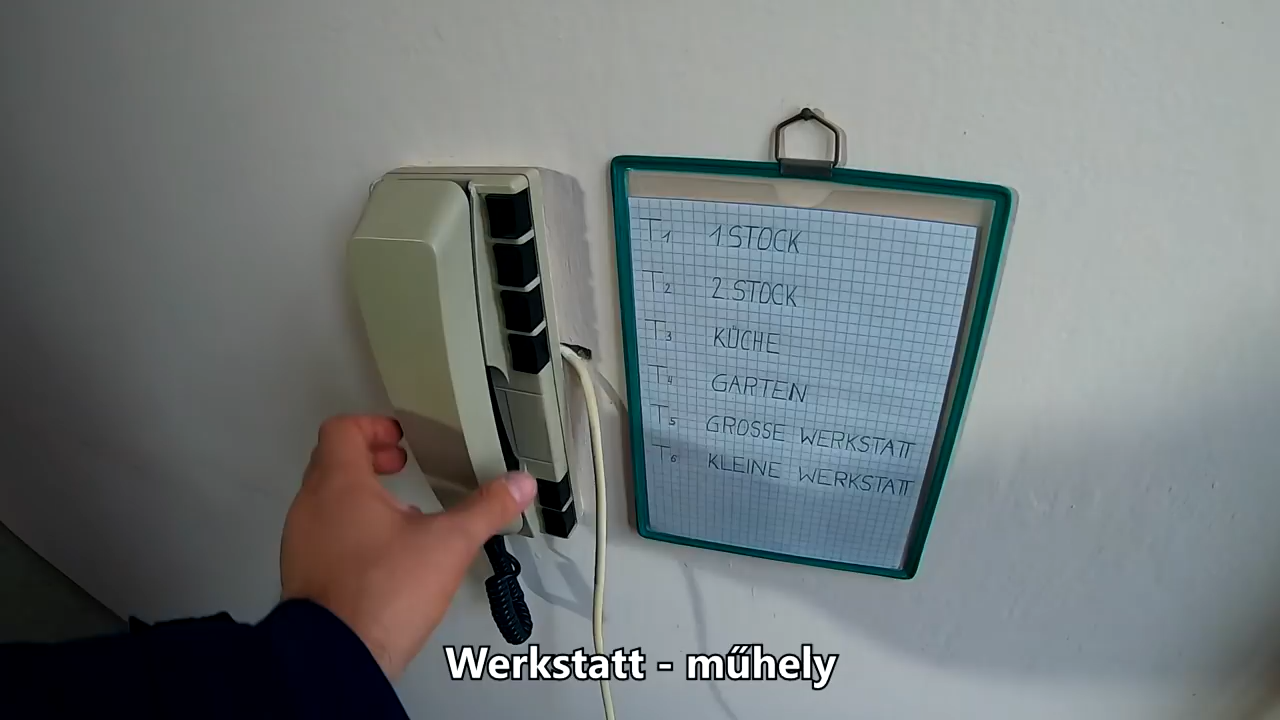 T1 1 STOCK
T2 2. STOCK
T3 KÜCHE
T4 GARTEN
T5 GROSSE WERKSTATT
T6 KLEINE WERKSTATT
Werkstatt - műhely